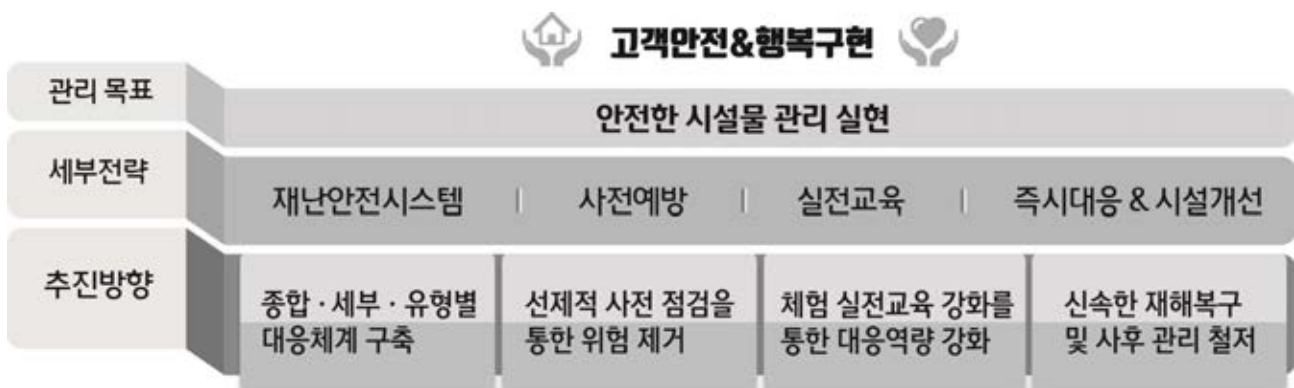 고객안전&행복구현
관리 목표
안전한 시설물 관리 실현
세부전략
재난안전시스템 | 사전예방 | 실전교육 | 즉시대응 & 시설개선
추진방향
종합 · 세부 · 유형별
대응체계 구축
선제적 사전 점검을
통한 위험 제거
체험 실전교육 강화를
통한 대응역량 강화
신속한 재해복구
및 사후 관리 철저